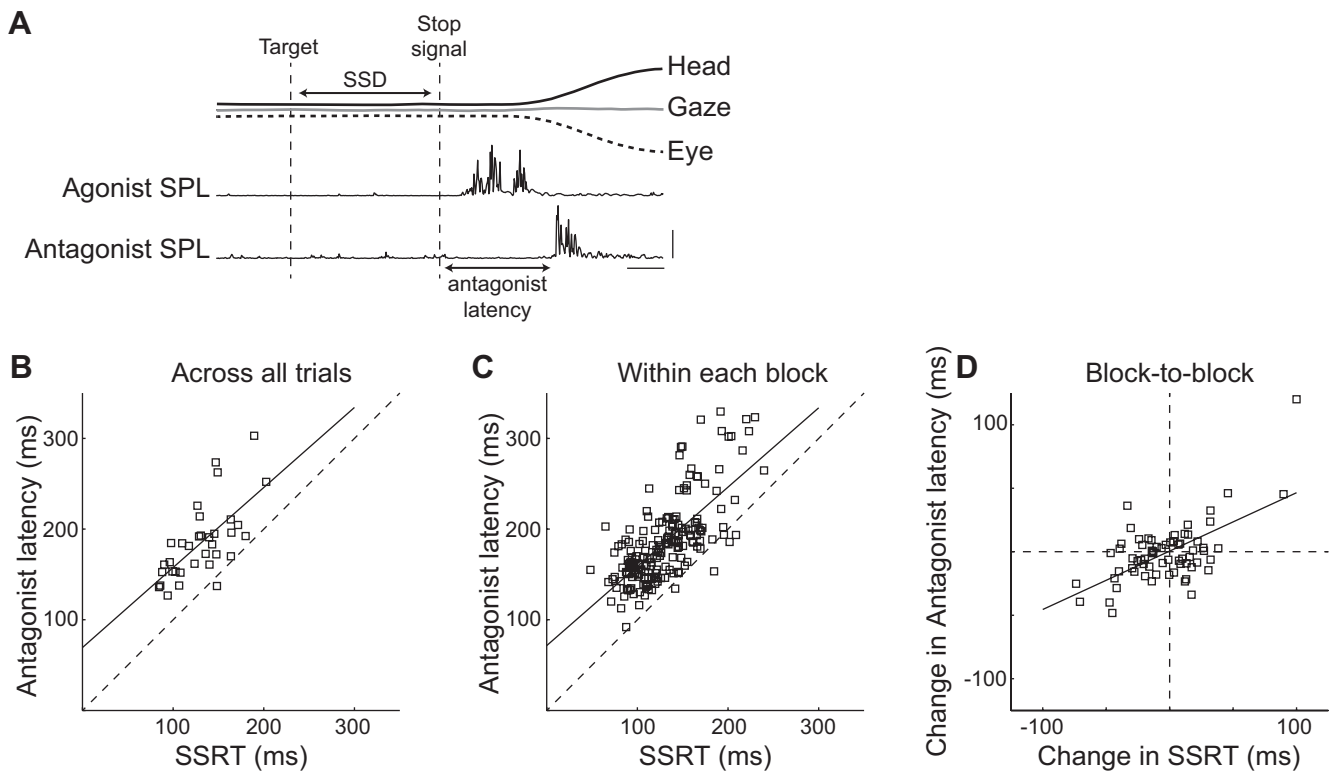 A
Target
Stop
signal
SSD
Head
Gaze
Eye
Agonist SPL
Antagonist SPL
antagonist
latency
B
Across all trials
Antagonist latency (ms)
300
200
100
100
200
300
SSRT (ms)
C
Within each block
Antagonist latency (ms)
300
200
100
100
200
300
SSRT (ms)
D
Block-to-block
Change in Antagonist latency (ms)
100
-100
-100
100
Change in SSRT (ms)